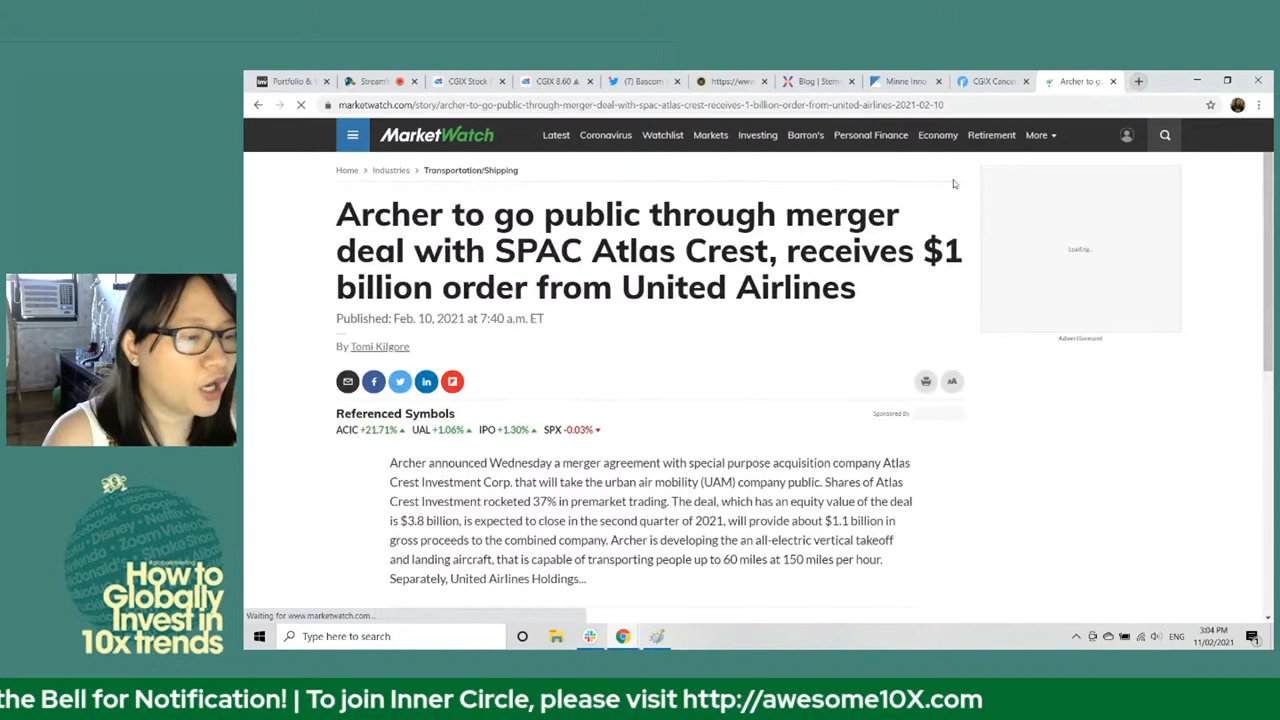 Portfolio &
Stream
CGIX Stock
CGIX 8.60
(7) Bascom
https://ww
Blog | Stem
Minne Inno
CGIX Cance
Archer to g
marketwatch.com/story/archer-to-go-public-through-merger-deal-with-spac-atlas-crest-receives-1-billion-order-from-united-airlines-2021-02-10
MarketWatch
Latest Coronavirus Watchlist Markets Investing Barron's Personal Finance Economy Retirement More
Home > Industries > Transportation/Shipping
Archer to go public through merger
deal with SPAC Atlas Crest, receives $1
billion order from United Airlines
Published: Feb. 10, 2021 at 7:40 a.m. ET
By Tomi Kilgore
Loading...
Advertisement
AA
Referenced Symbols
Sponsored By
ACIC +21.71% UAL +1.06% IPO +1.30% SPX -0.03%
Archer announced Wednesday a merger agreement with special purpose acquisition company Atlas
Crest Investment Corp. that will take the urban air mobility (UAM) company public. Shares of Atlas
Crest Investment rocketed 37% in premarket trading. The deal, which has an equity value of the deal
is $3.8 billion, is expected to close in the second quarter of 2021, will provide about $1.1 billion in
gross proceeds to the combined company. Archer is developing the an all-electric vertical takeoff
and landing aircraft, that is capable of transporting people up to 60 miles at 150 miles per hour.
Separately, United Airlines Holdings...
Waiting for www.marketwatch.com...
Type here to search
ENG
3:04 PM
11/02/2021
How to
Globally
Invest in
10x trends
the Bell for Notification! | To join Inner Circle, please visit http://awesome10X.com